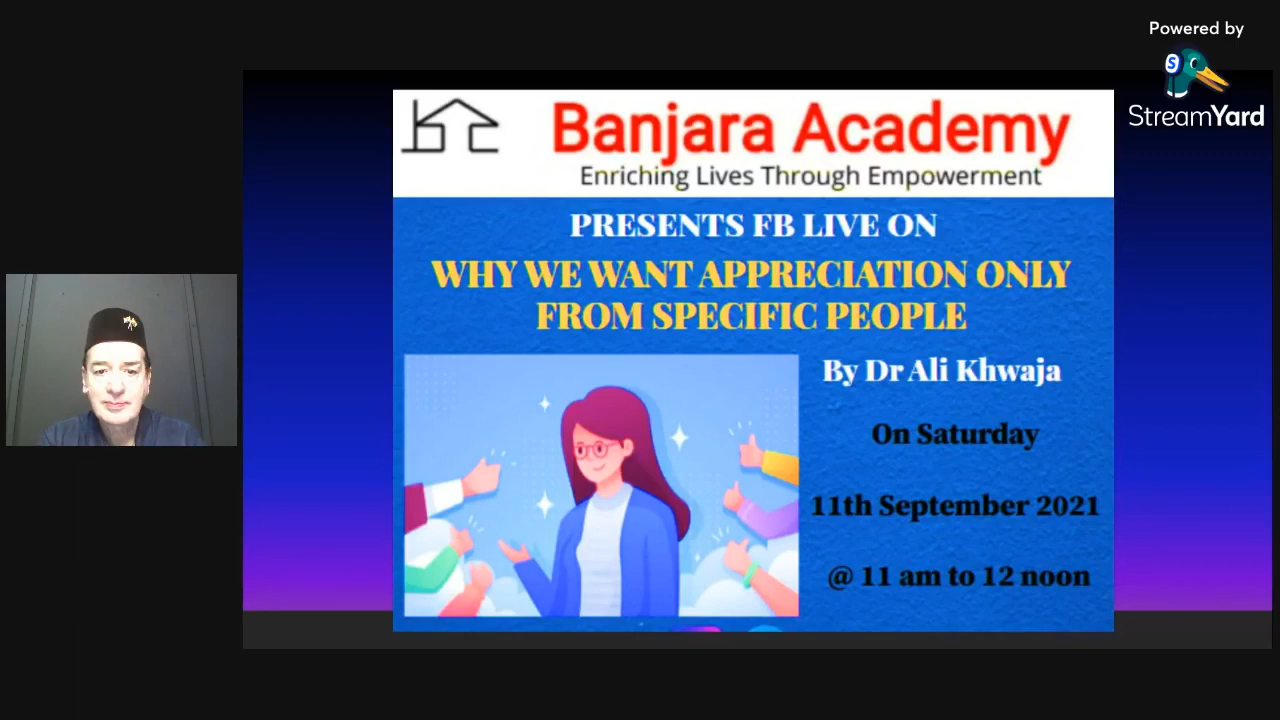 Powered by
StreamYard
Banjara Academy
Enriching Lives Through Empowerment
PRESENTS FB LIVE ON
WHY WE WANT APPRECIATION ONLY
FROM SPECIFIC PEOPLE
By Dr Ali Khwaja
On Saturday
11th September 2021
@ 11 am to 12 noon